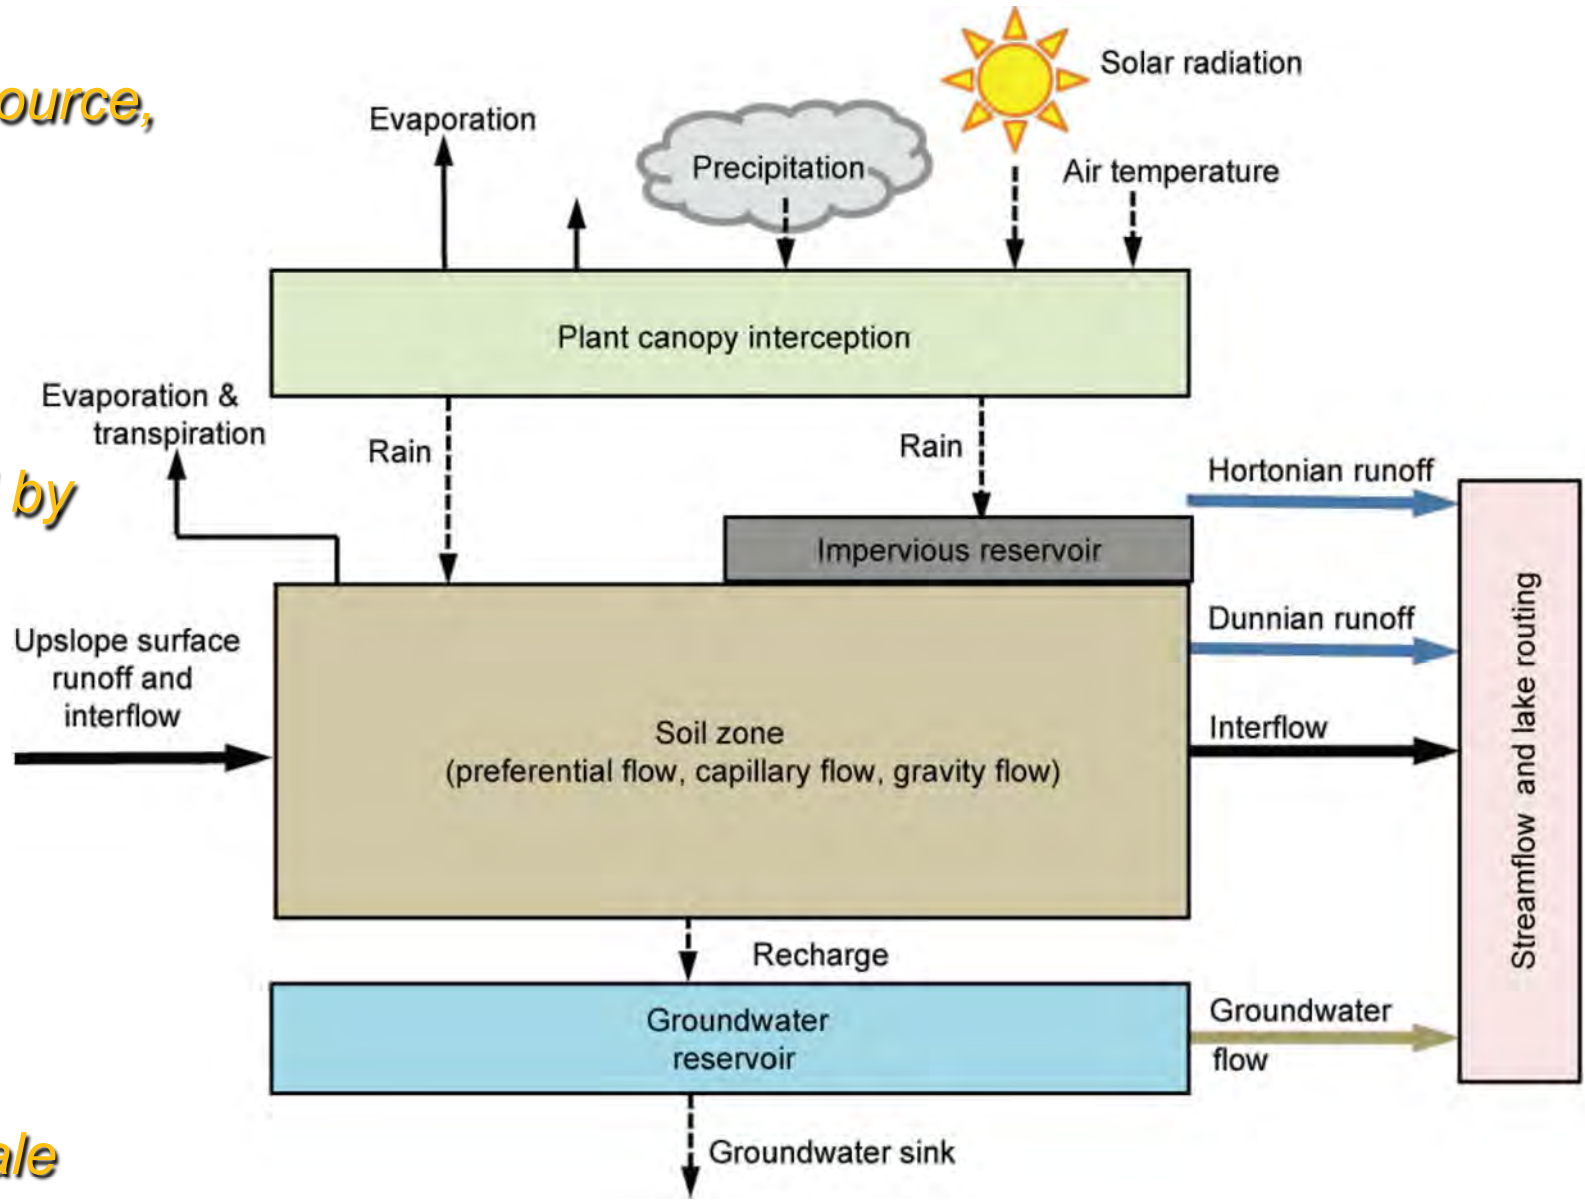 ource,
Solar radiation
Evaporation
Precipitation
Air temperature
Plant canopy interception
Evaporation &
transpiration
Rain
Rain
Hortonian runoff
by
Impervious reservoir
Dunnian runoff
Upslope surface
runoff and
interflow
Soil zone
(preferential flow, capillary flow, gravity flow)
Interflow
Streamflow and lake routing
Recharge
Groundwater
reservoir
Groundwater
flow
Groundwater sink
ale